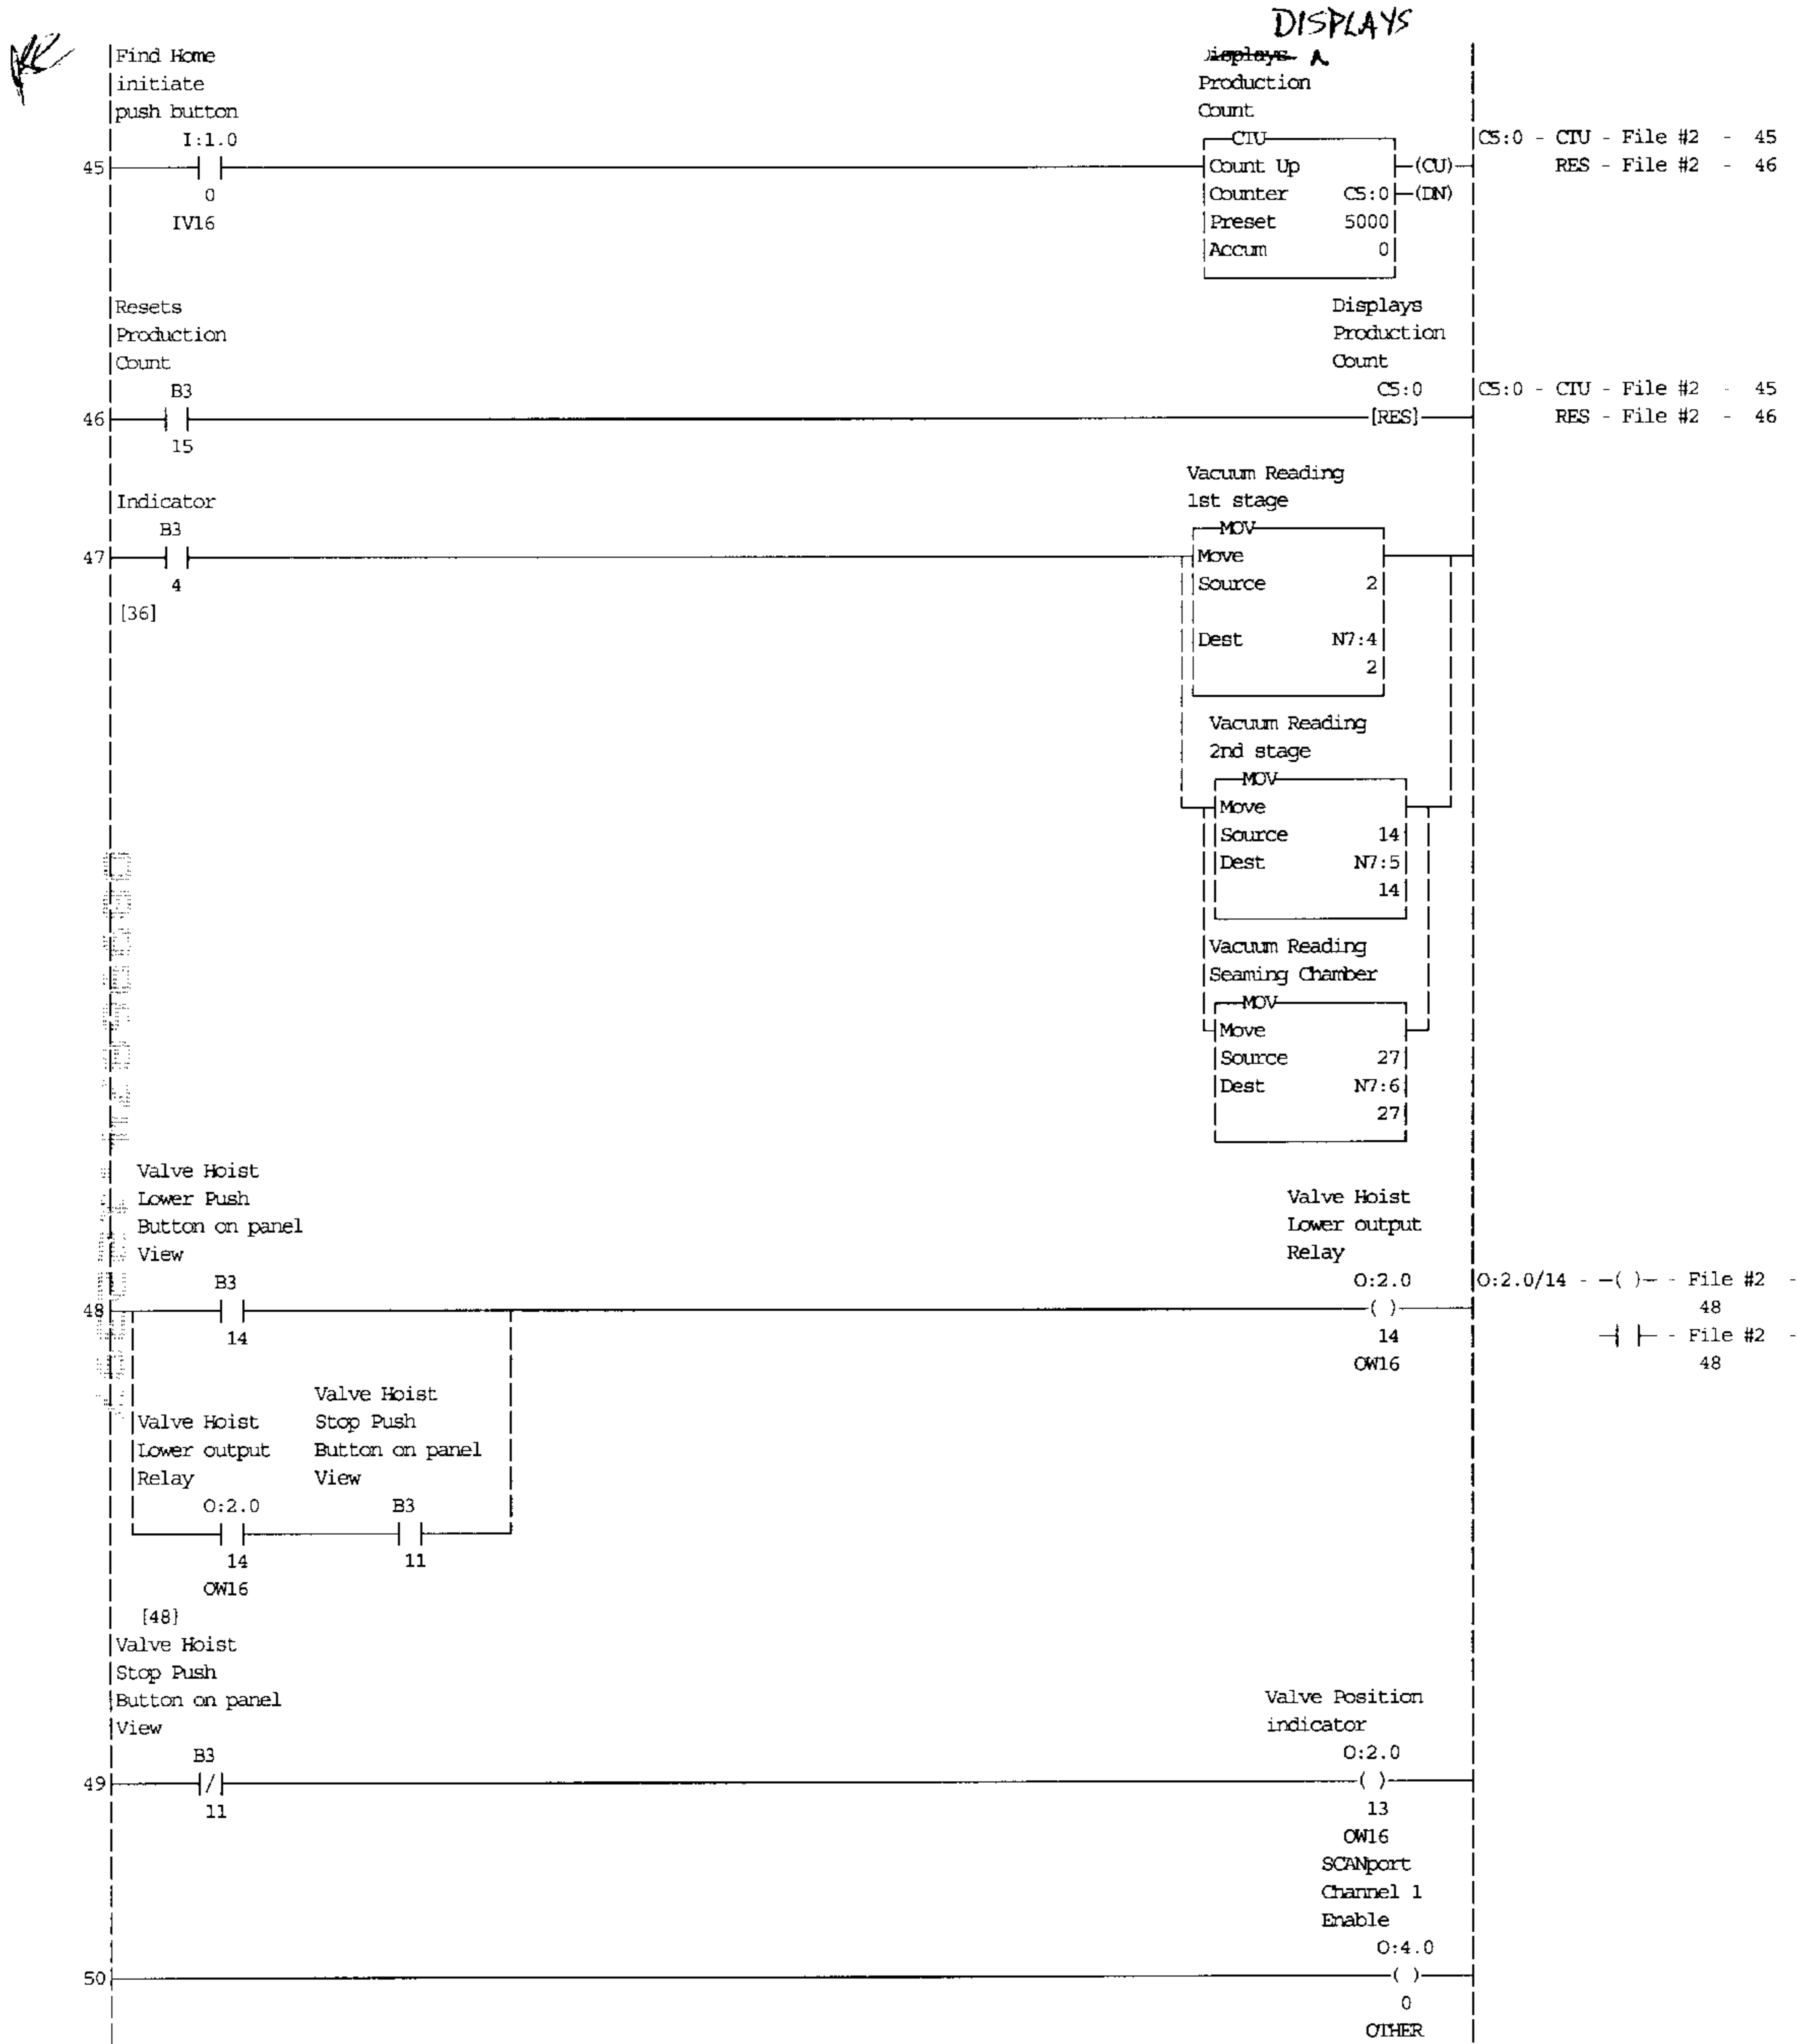 DISPLAYS
Find Home
initiate
push button
I:1.0
45
0
IV16
Displays
Production
Count
CTU
Count Up (CU)
Counter C5:0 (DN)
Preset 5000
Accum 0
C5:0 - CTU - File #2 - 45
RES - File #2 - 46
Resets
Production
Count
B3
46
15
Displays
Production
Count
C5:0
[RES]
C5:0 - CTU - File #2 - 45
RES - File #2 - 46
Indicator
B3
47
4
[36]
Vacuum Reading
1st stage
MOV
Move
Source 2
Dest N7:4
2
Vacuum Reading
2nd stage
MOV
Move
Source 14
Dest N7:5
14
Vacuum Reading
Seaming Chamber
MOV
Move
Source 27
Dest N7:6
27
Valve Hoist
Lower Push
Button on panel
View
B3
48
14
Valve Hoist
Lower output
Relay
O:2.0
( )
14
OW16
O:2.0/14 - -( )- - File #2 -
48
-| |- - File #2 -
48
Valve Hoist
Lower output
Relay
O:2.0
14
OW16
[48]
Valve Hoist
Stop Push
Button on panel
View
B3
11
Valve Hoist
Stop Push
Button on panel
View
B3
49
11
Valve Position
indicator
O:2.0
( )
13
OW16
SCANport
Channel 1
Enable
O:4.0
50
( )
0
OTHER